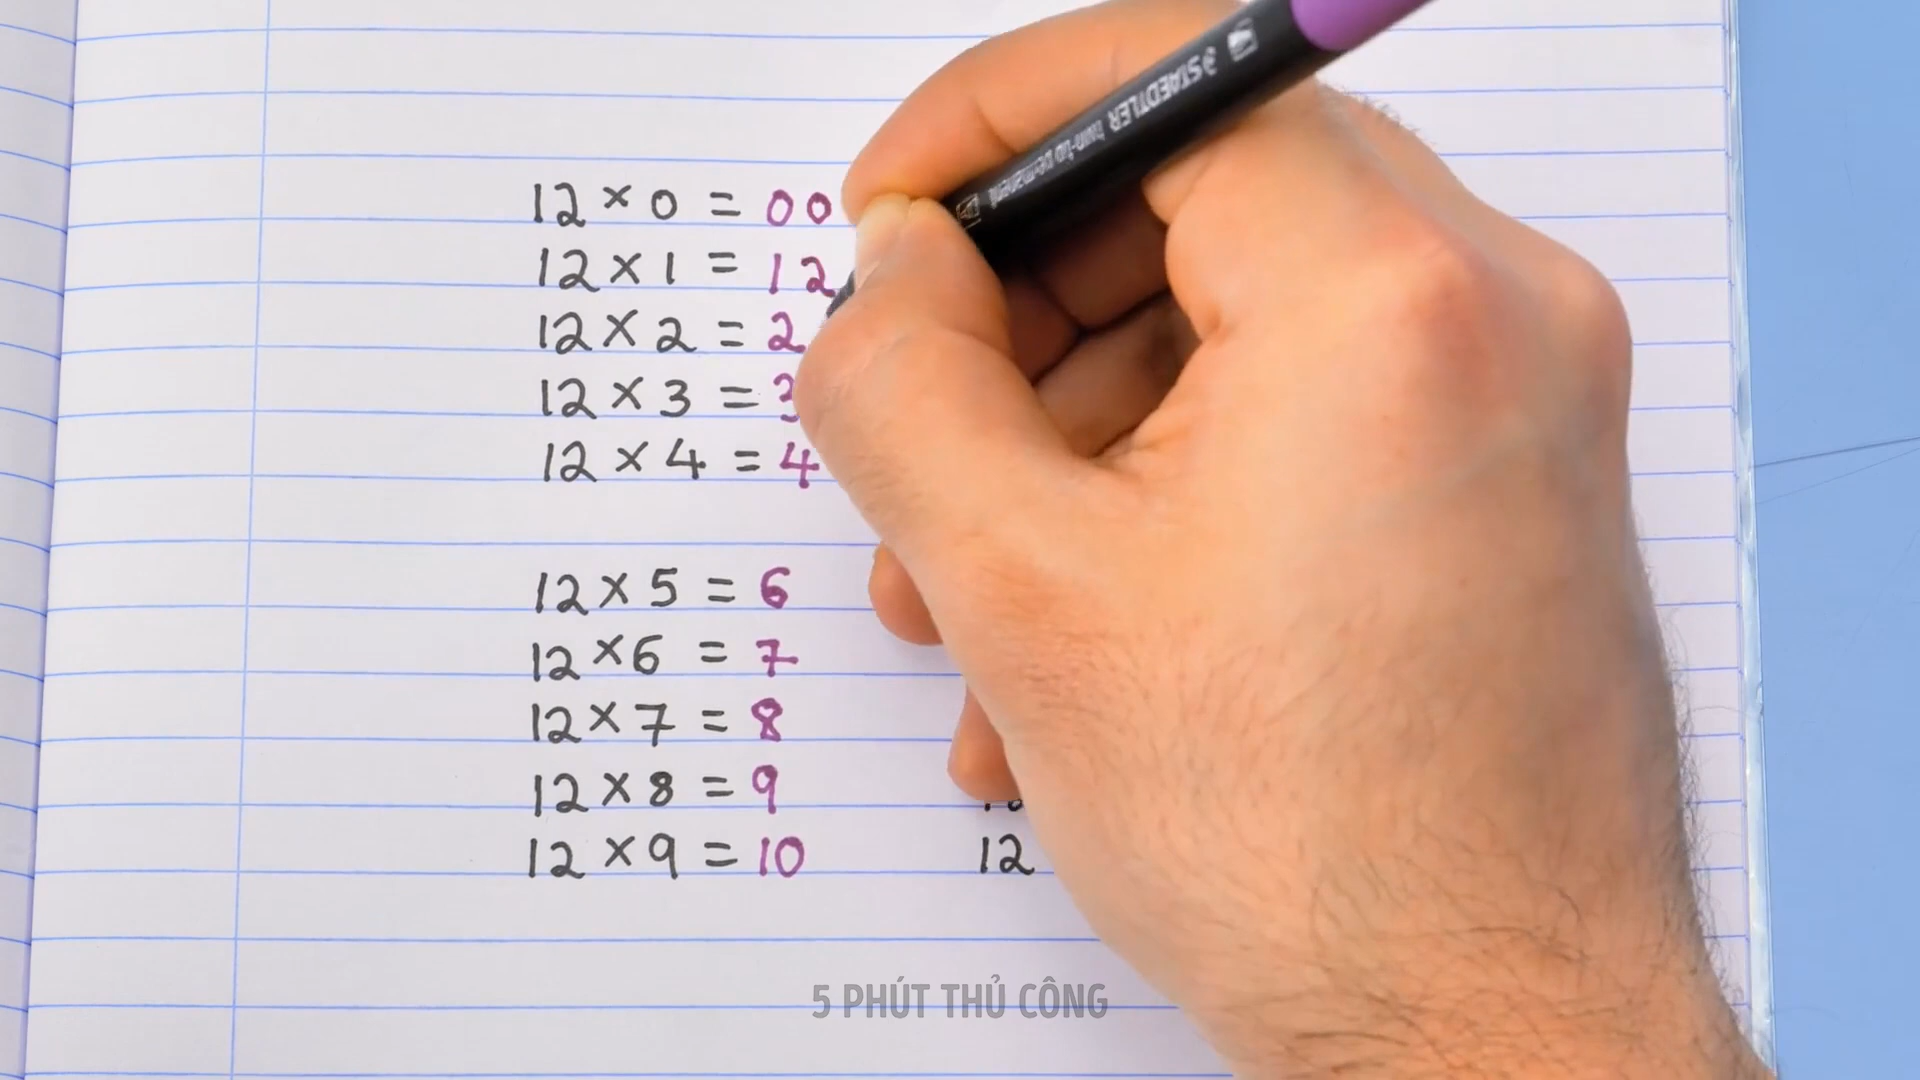 STAEDTLER permanent
12 × 0 = 00
12 × 1 = 12
12 × 2 = 2
12 × 3 = 3
12 × 4 = 4
12 × 5 = 6
12 × 6 = 7
12 × 7 = 8
12 × 8 = 9
12 × 9 = 10
12
5 PHÚT THỦ CÔNG